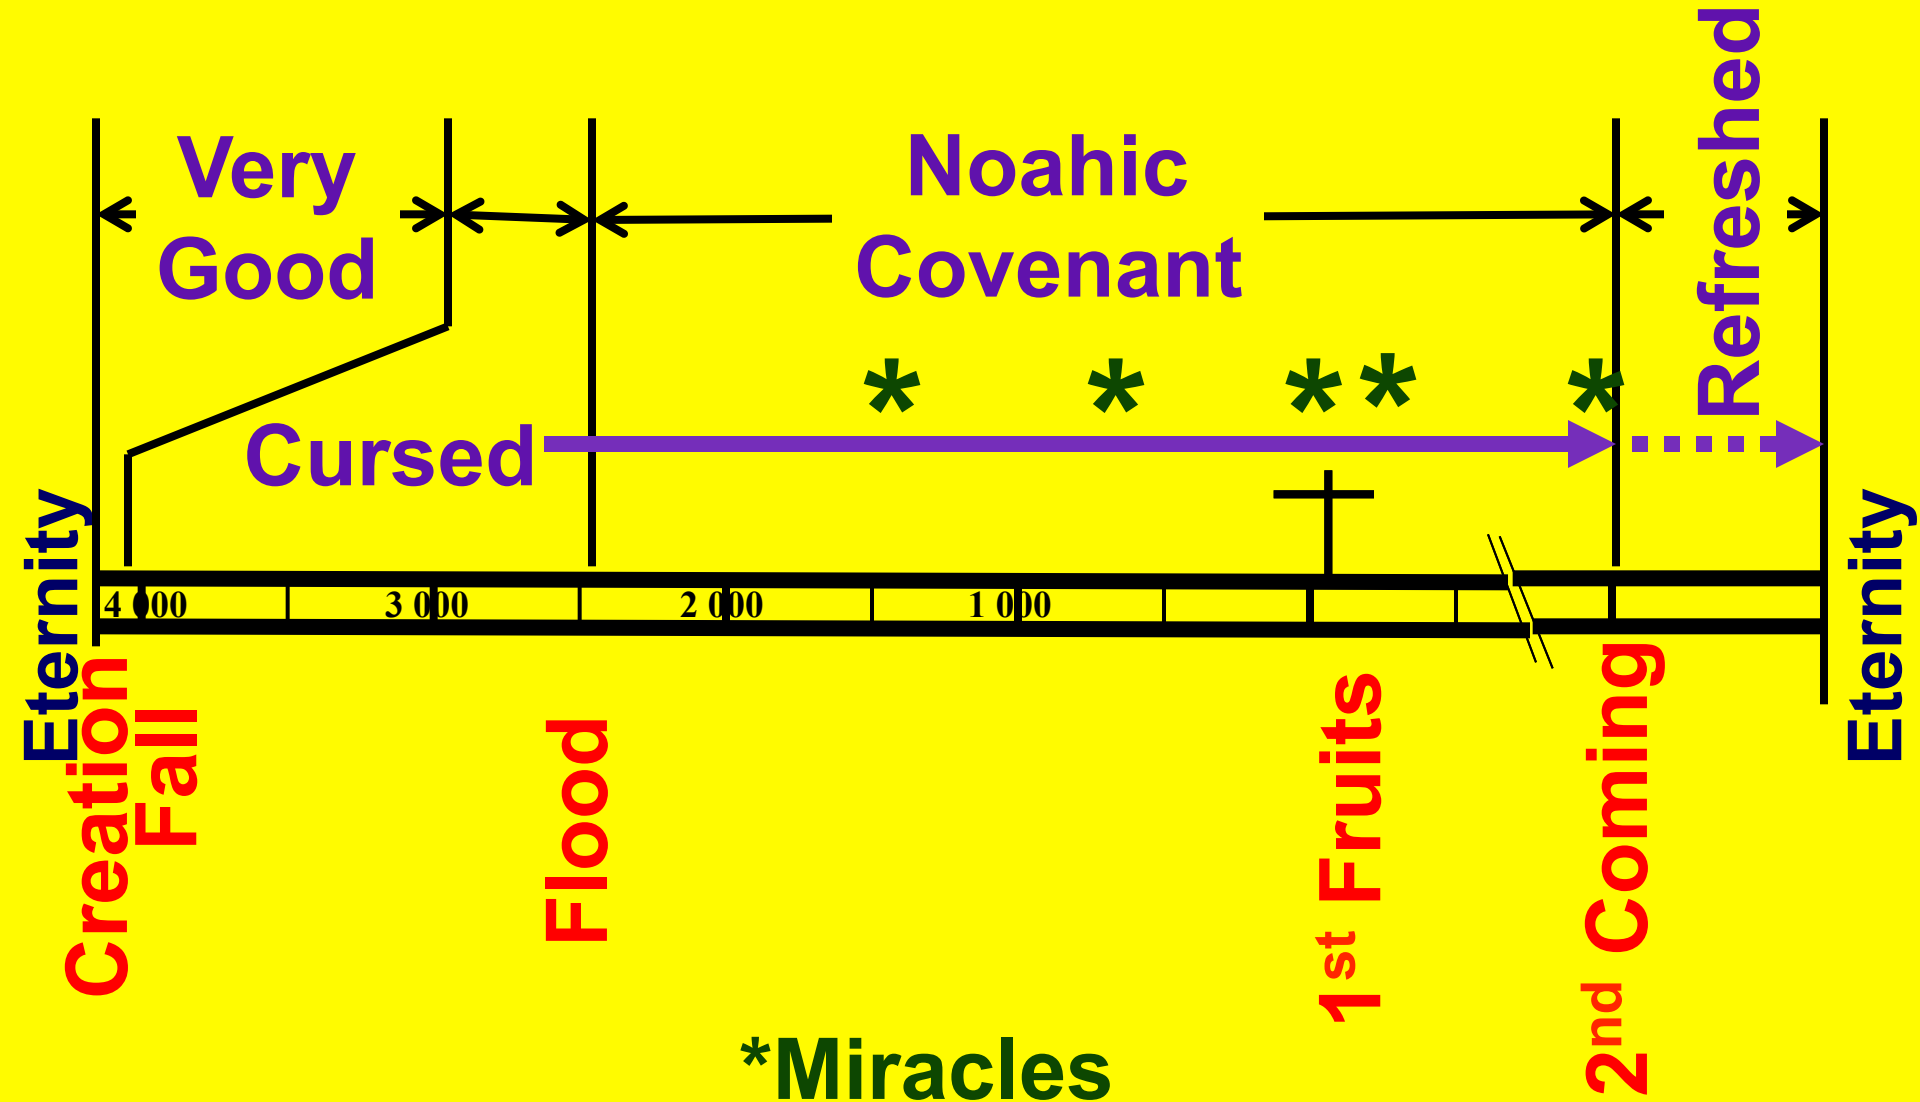 Refreshed
Very
Good
Noahic
Covenant
* * * * *
Cursed
Eternity
Eternity
4 000
3 000
2 000
1 000
Creation
Fall
Flood
1st Fruits
2nd Coming
*Miracles